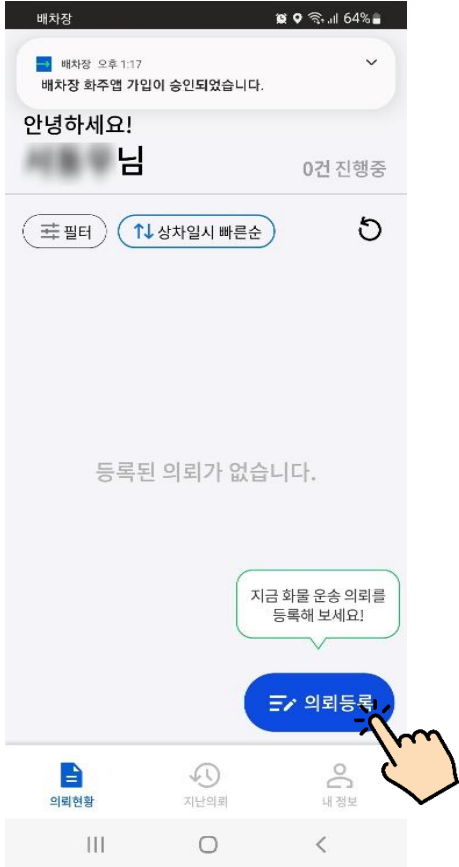 배차장
64%
배차장 오후 1:17
배차장 화주앱 가입이 승인되었습니다.
안녕하세요!
님
0건 진행중
필터
상차일시 빠른순
등록된 의뢰가 없습니다.
지금 화물 운송 의뢰를
등록해 보세요!
의뢰등록
의뢰현황
지난의뢰
내 정보